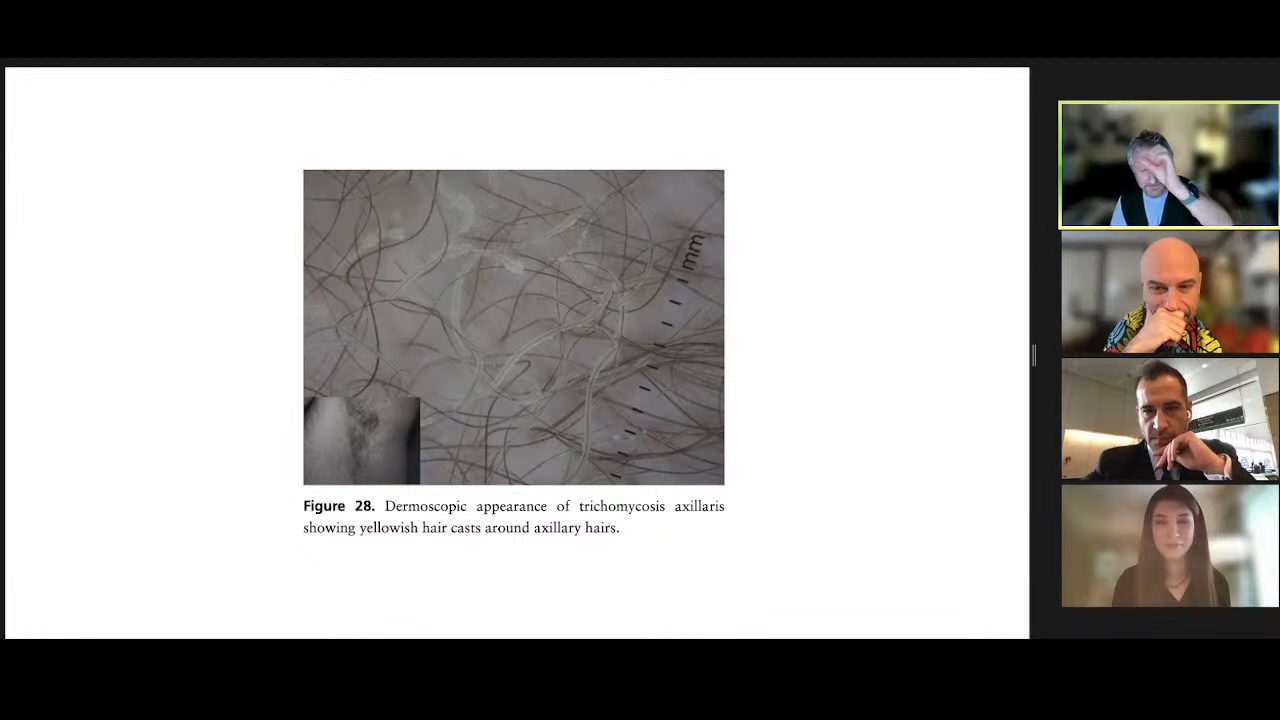 mm
Figure 28. Dermoscopic appearance of trichomycosis axillaris
showing yellowish hair casts around axillary hairs.